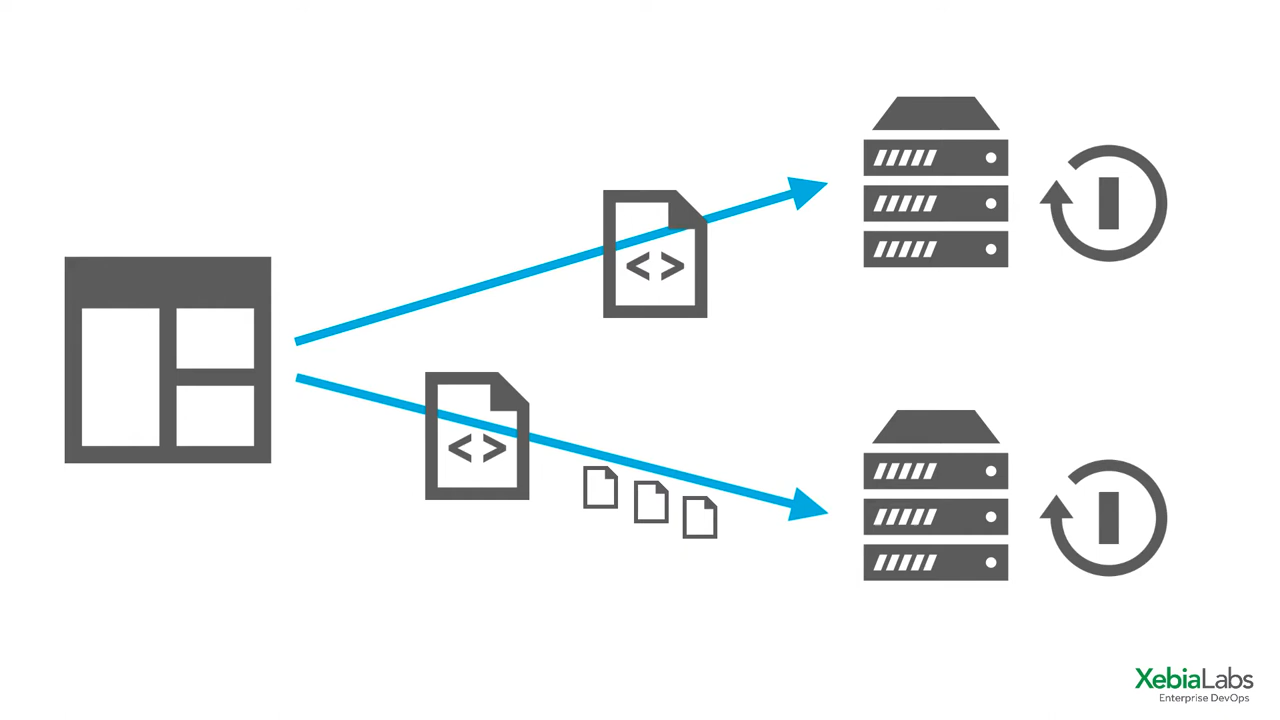 < >
< >
XebiaLabs
Enterprise DevOps